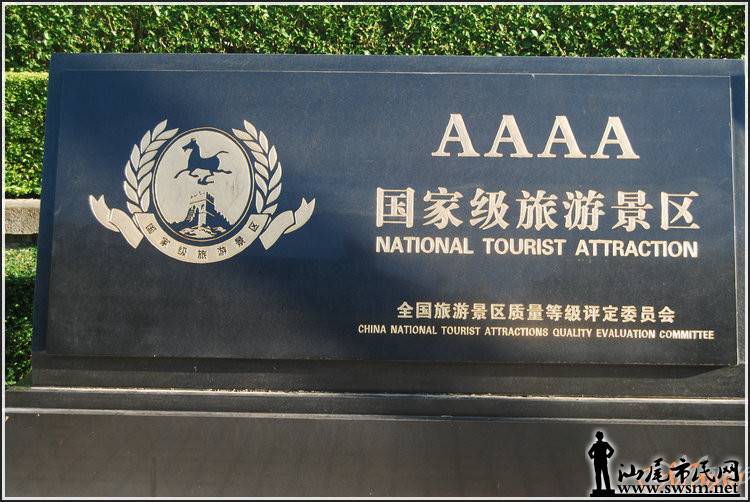 AAAA
国家级旅游景区
NATIONAL TOURIST ATTRACTION
国家级旅游景区
全国旅游景区质量等级评定委员会
CHINA NATIONAL TOURIST ATTRACTIONS QUALITY EVALUATION COMMITTEE
汕尾市民网
www.swsm.net